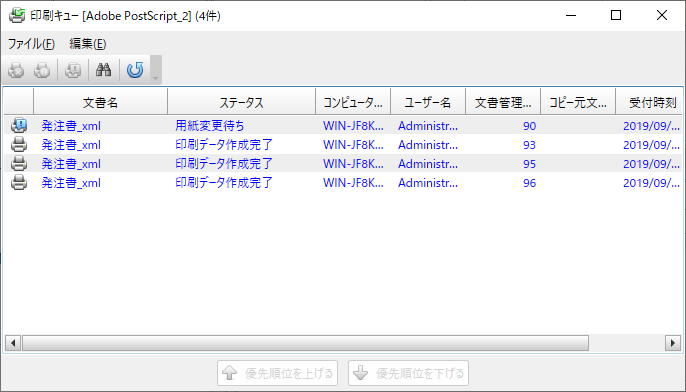 印刷キュー [Adobe PostScript_2] (4件)
ファイル(F) 編集(E)
文書名 ステータス コンピュータ... ユーザー名 文書管理... コピー元文... 受付時刻
発注書_xml 用紙変更待ち WIN-JF8K... Administr... 90 2019/09/...
発注書_xml 印刷データ作成完了 WIN-JF8K... Administr... 93 2019/09/...
発注書_xml 印刷データ作成完了 WIN-JF8K... Administr... 95 2019/09/...
発注書_xml 印刷データ作成完了 WIN-JF8K... Administr... 96 2019/09/...
優先順位を上げる 優先順位を下げる